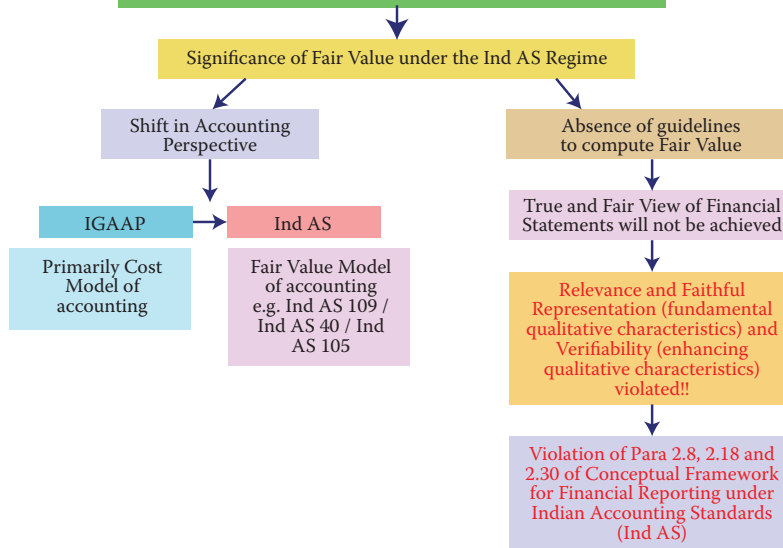 Significance of Fair Value under the Ind AS Regime
Shift in Accounting
Perspective
IGAAP
Ind AS
Primarily Cost
Model of
accounting
Fair Value Model
of accounting
e.g. Ind AS 109 /
Ind AS 40 / Ind
AS 105
Absence of guidelines
to compute Fair Value
True and Fair View of Financial
Statements will not be achieved
Relevance and Faithful
Representation (fundamental
qualitative characteristics) and
Verifiability (enhancing
qualitative characteristics)
violated!!
Violation of Para 2.8, 2.18 and
2.30 of Conceptual Framework
for Financial Reporting under
Indian Accounting Standards
(Ind AS)